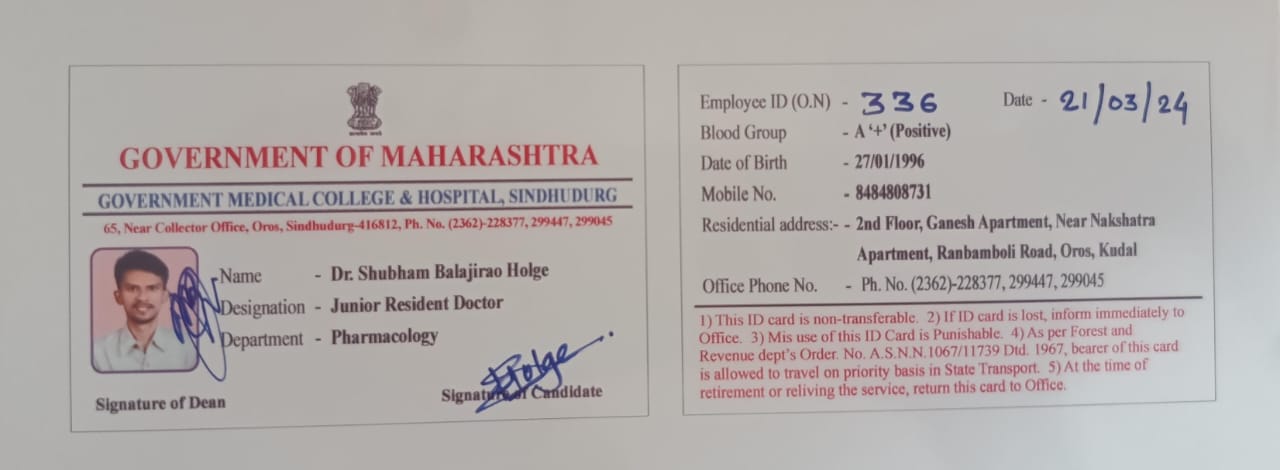 GOVERNMENT OF MAHARASHTRA
GOVERNMENT MEDICAL COLLEGE & HOSPITAL, SINDHUDURG
65, Near Collector Office, Oros, Sindhudurg-416812, Ph. No. (2362)-228377, 299447, 299045
Name - Dr. Shubham Balajirao Holge
Designation - Junior Resident Doctor
Department - Pharmacology
Holge
Signature of Dean
Signature of Candidate
Employee ID (O.N) - 336 Date - 21/03/24
Blood Group - A ‘+’ (Positive)
Date of Birth - 27/01/1996
Mobile No. - 8484808731
Residential address:- - 2nd Floor, Ganesh Apartment, Near Nakshatra
Apartment, Ranbamboli Road, Oros, Kudal
Office Phone No. - Ph. No. (2362)-228377, 299447, 299045
1) This ID card is non-transferable. 2) If ID card is lost, inform immediately to
Office. 3) Mis use of this ID Card is Punishable. 4) As per Forest and
Revenue dept's Order. No. A.S.N.N.1067/11739 Dtd. 1967, bearer of this card
is allowed to travel on priority basis in State Transport. 5) At the time of
retirement or reliving the service, return this card to Office.